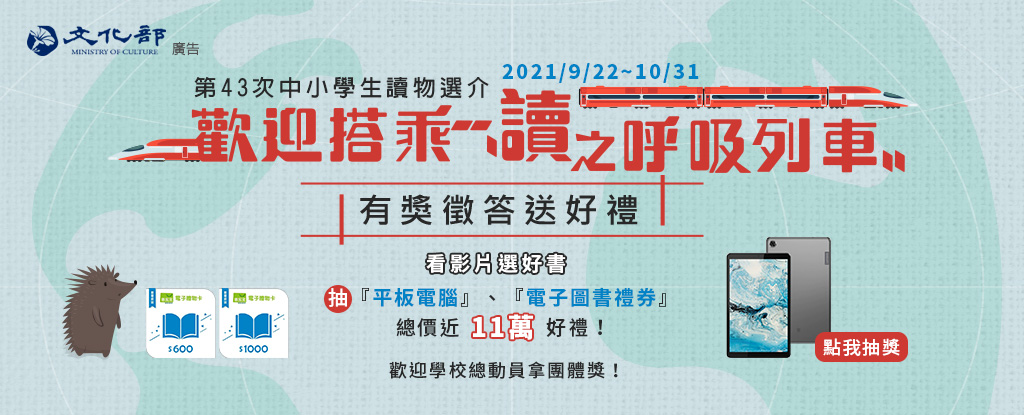 文化部
MINISTRY OF CULTURE
廣告
第43次中小學生讀物選介
2021/9/22~10/31
歡迎搭乘一讀之呼吸列車
有獎徵答送好禮
看影片選好書
抽『平板電腦』、『電子圖書禮券』
總價近 11萬 好禮!
歡迎學校總動員拿團體獎!
電子禮物卡
$600
電子禮物卡
$1000
點我抽獎